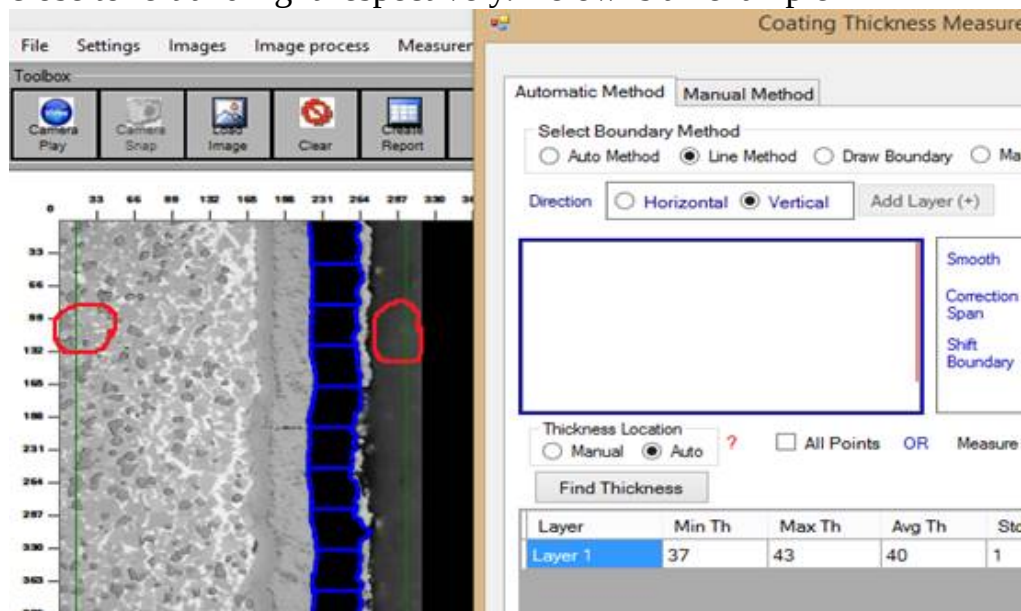 Coating Thickness Measure
File Settings Images Image process Measurer
Toolbox
Camera Play
Camera Snap
Load Image
Clear
Create Report
0 33 66 99 132 165 198 231 264 297 330
33
66
99
132
165
198
231
264
297
330
363
Automatic Method Manual Method
Select Boundary Method
Auto Method Line Method Draw Boundary Ma
Direction Horizontal Vertical Add Layer (+)
Smooth
Correction
Span
Shift
Boundary
Thickness Location
Manual Auto ? All Points OR Measure
Find Thickness
Layer Min Th Max Th Avg Th
Layer 1 37 43 40 1